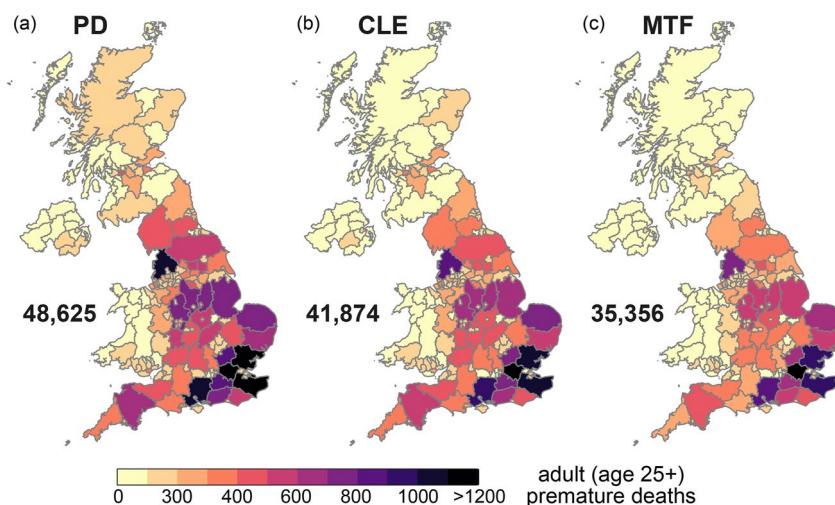 (a) PD (b) CLE (c) MTF
48,625 41,874 35,356
0 300 400 600 800 1000 >1200
adult (age 25+)
premature deaths